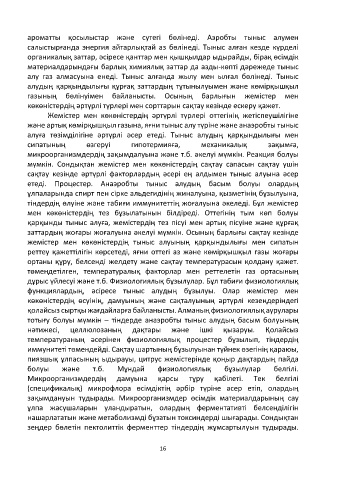 ароматты қосылыстар және сутегі бөлінеді. Аэробты тыныс алумен
салыстырғанда энергия айтарлықтай аз бөлінеді. Тыныс алған кезде күрделі
органикалық заттар, әсіресе қанттар мен қышқылдар ыдырайды, бірақ өсімдік
материалдарындағы барлық химиялық заттар да азды-көпті дәрежеде тыныс
алу газ алмасуына енеді. Тыныс алғанда жылу мен ылғал бөлінеді. Тыныс
алудың қарқындылығы құрғақ заттардың тұтынылуымен және көмірқышқыл
газының бөлінуімен байланысты. Осының барлығын жеміс тер мен
көкөністердің әртүрлі түрлері мен сорттарын сақтау кезінде ескеру қажет.
Жемістер мен көкөністердің әртүрлі түрлері оттегінің жетіспеушілігіне
және артық көмірқышқыл газына, яғни тыныс алу түріне және анаэробты тыныс
алуға төзімділігіне әртүрлі әсер етеді. Тыныс алудың қарқындылығы мен
сипатының өзгеруі гипотермияға, механикалық зақымға,
микроорганизмдердің зақымдалуына және т.б. әкелуі мүмкін. Реакция болуы
мүмкін. Сондықтан жемістер мен көкөністердің сақтау сапасын сақтау үшін
сақтау кезінде әртүрлі факторлардың әсері ең алдымен тыныс алуына әсер
етеді. Процестер. Анаэробты тыныс алудың басым болуы олардың
ұлпаларында спирт пен сірке альдегидінің жиналуына, қызметінің бұзылуына,
тіндердің өлуіне және табиғи иммунитеттің жоғалуына әкеледі. Бұл жемістер
мен көкөністердің тез бұзылатынын білдіреді. Оттегінің тым көп болуы
қарқынды тыныс алуға, жемістердің тез пісуі мен артық пісуіне және құрғақ
заттардың жоғары жоғалуына әкелуі мүмкін. Осының барлығы сақтау кезінде
жемістер мен көкөністердің тыныс алуының қарқындылығы мен сипатын
реттеу қажеттілігін көрсетеді, яғни оттегі аз және көмірқышқыл газы жоғары
ортаны құру, белсенді желдету және сақтау температурасын қолдану қажет.
төмендетілген, температуралық факторлар мен реттелетін газ ортасының
дұрыс үйлесуі және т.б. Физиологиялық бұзылулар. Бұл табиғи физиологиялық
функциялардың, әсіресе тыныс алудың бұзылуы. Олар жемістер мен
көкөністердің өсуінің, дамуының және сақталуының әртүрлі кезеңдеріндегі
қолайсыз сыртқы жағдайларға байланысты. Алманың физиологиялық аурулары
тотығу болуы мүмкін – тіндерде анаэробты тыныс алудың басым болуының
нәтижесі, целлюлозаның дақтары және ішкі қызаруы. Қолайсыз
температураның әсерінен физиологиялық процестер бұзылып, тіндердің
иммунитеті төмендейді. Сақтау шартының бұзылуынан түйнек өзегінің қараюы,
пиязшық ұлпасының ыдырауы, цитрус жемістерінде қоңыр дақтардың пайда
болуы және т.б. Мұндай физиологиялық бұзылулар белгілі.
Микроорганизмдердің дамуына қарсы тұру қабілеті. Тек белгілі
(спецификалық) микрофлора өсімдіктің әрбір түріне әсер етіп, олардың
зақымдануын тудырады. Микроорганизмдер өсімдік материалдарының сау
ұлпа жасушаларын уландыратын, олардың ферментативті белсенділігін
нашарлататын және метаболизмді бұзатын токсиндерді шығарады. Сондықтан
зеңдер бөлетін пектолиттік ферменттер тіндердің жұмсартылуын тудырады.
16